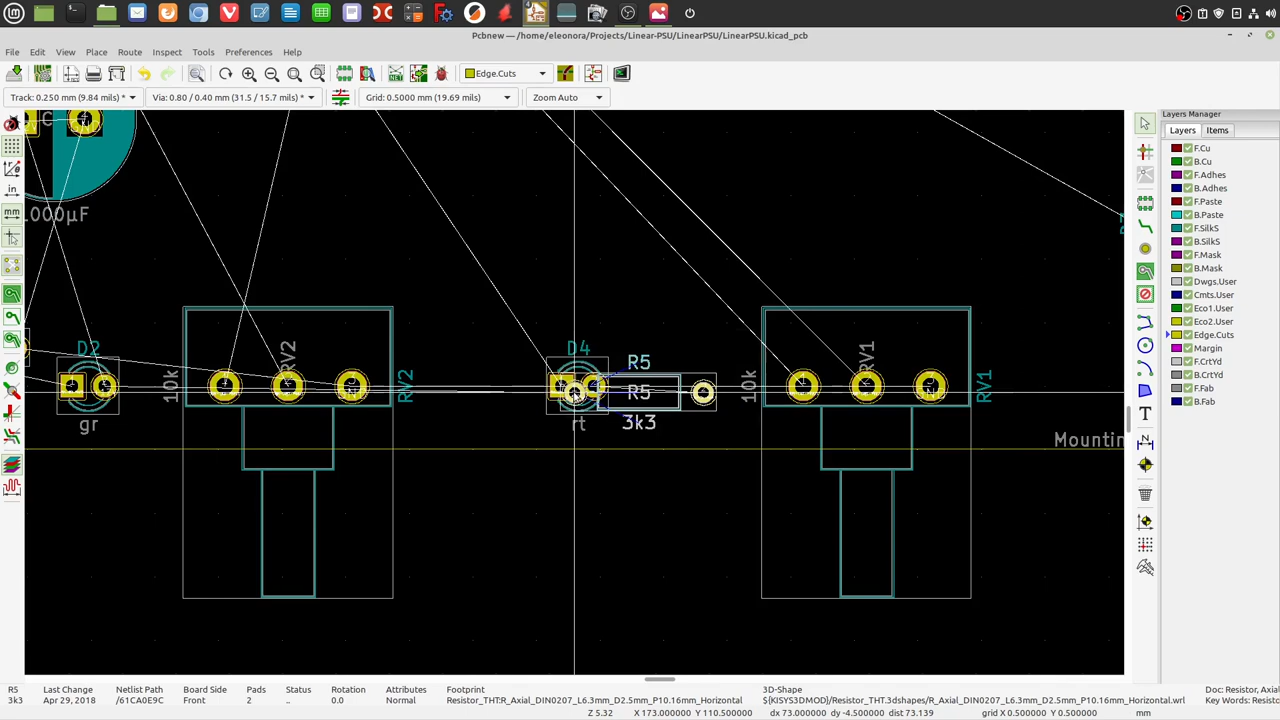 Pcbnew — /home/eleonora/Projects/Linear-PSU/LinearPSU/LinearPSU.kicad_pcb
File Edit View Place Route Inspect Tools Preferences Help
Edge.Cuts
Track: 0.250 mm (9.84 mils) * Via: 0.80 / 0.40 mm (31.5 / 15.7 mils) * Grid: 0.5000 mm (19.69 mils) Zoom Auto
Layers Manager
Layers Items
F.Cu
B.Cu
F.Adhes
B.Adhes
F.Paste
B.Paste
F.SilkS
B.SilkS
F.Mask
B.Mask
Dwgs.User
Cmts.User
Eco1.User
Eco2.User
Edge.Cuts
Margin
F.CrtYd
B.CrtYd
F.Fab
B.Fab
in
mm
C
000µF
D2
gr
10k
RV2
RV2
D4
rt
R5
R5
3k3
10k
RV1
RV1
Mountin
R5 Last Change Netlist Path Board Side Pads Status Rotation Attributes Footprint 3D-Shape Doc: Resistor, Axial
3k3 Apr 29, 2018 /61CA0E9C Front 2 .. 0.0 Normal Resistor_THT:R_Axial_DIN0207_L6.3mm_D2.5mm_P10.16mm_Horizontal ${KISYS3DMOD}/Resistor_THT.3dshapes/R_Axial_DIN0207_L6.3mm_D2.5mm_P10.16mm_Horizontal.wrl Key Words: Resist
Z 5.32 X 173.000000 Y 110.500000 dx 73.000000 dy -4.500000 dist 73.139 grid X 0.500000 Y 0.500000 mm